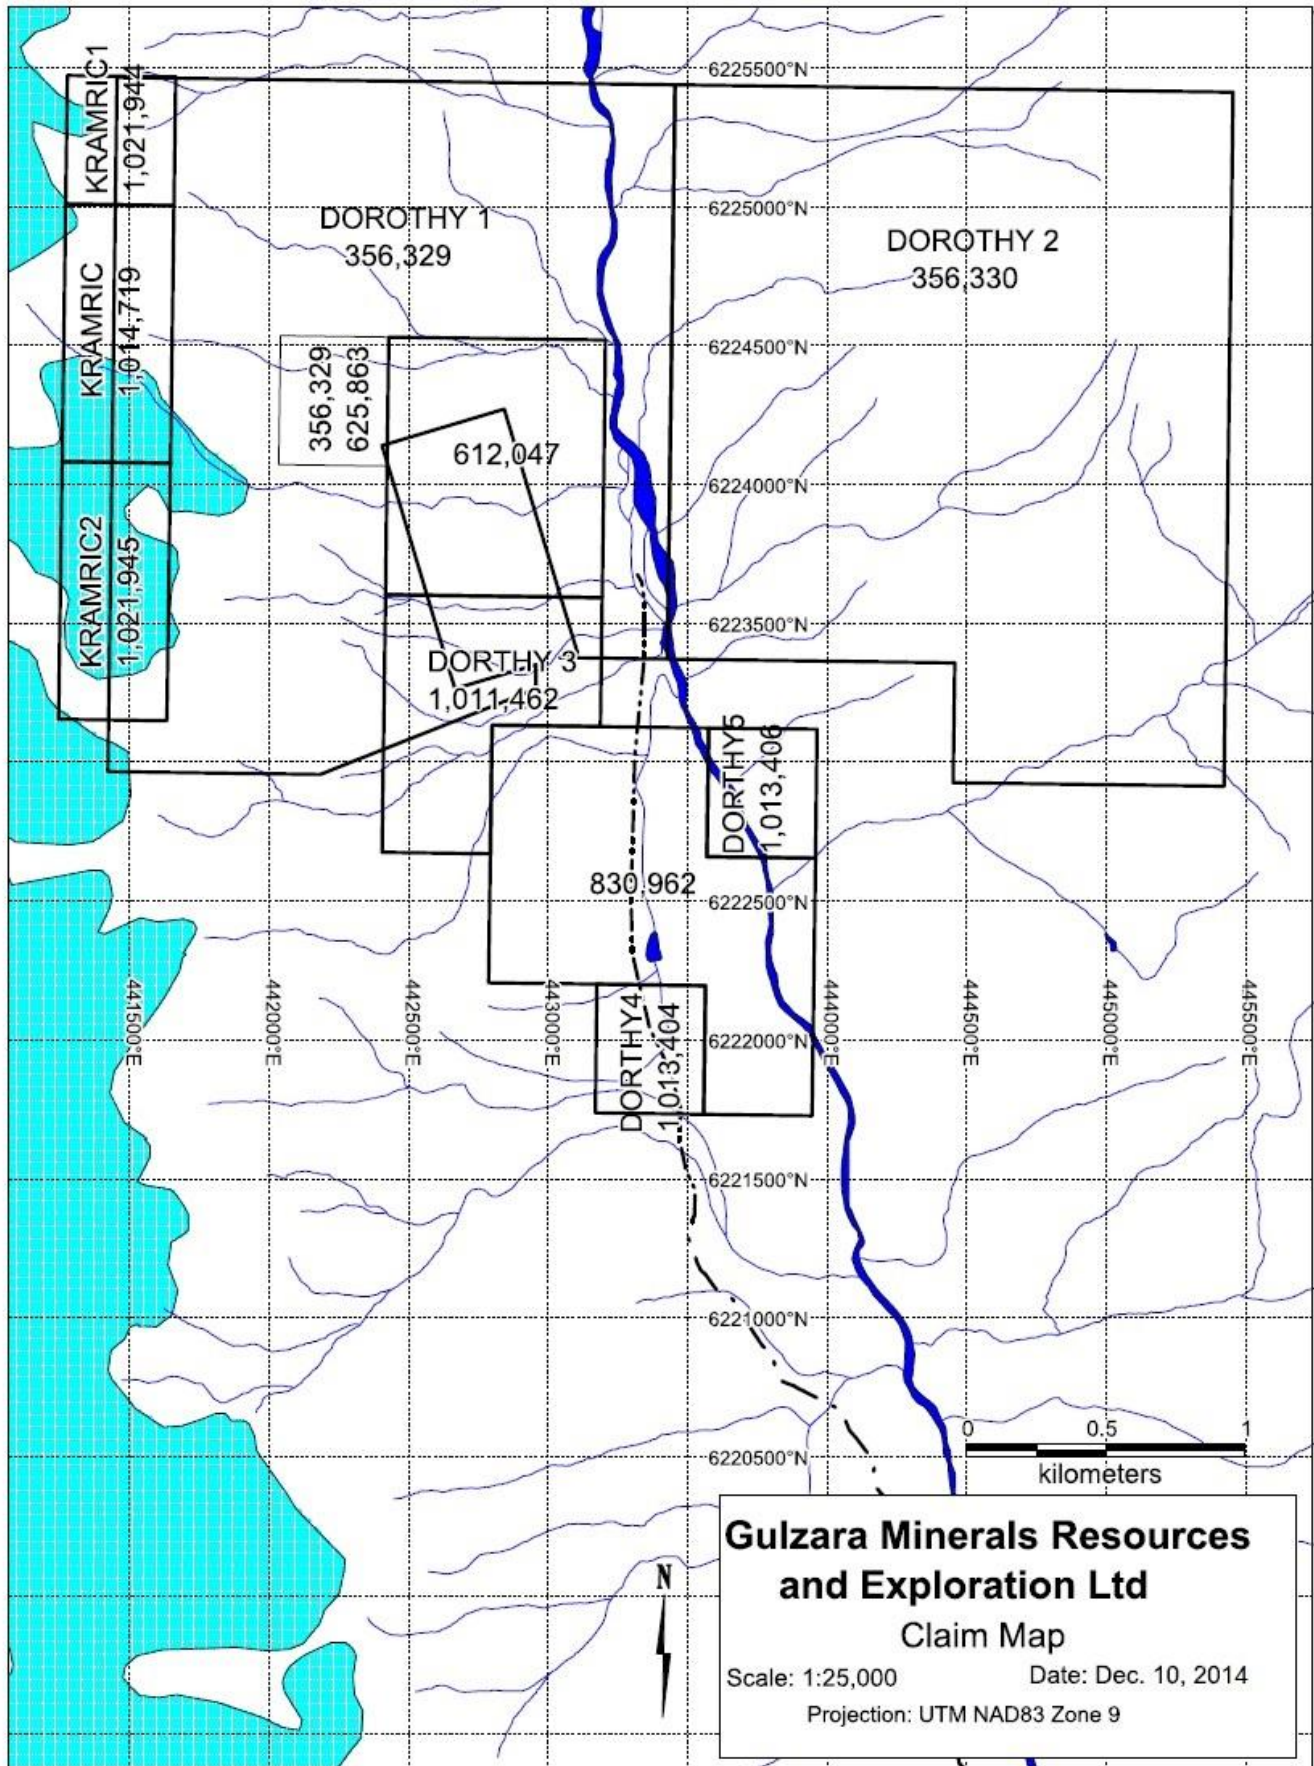 6225500°N
KRAMRIC1
1,021,944
6225000°N
DOROTHY 1
356,329
DOROTHY 2
356,330
KRAMRIC
1,014,719
6224500°N
356,329
625,863
612,047
6224000°N
KRAMRIC2
1,021,945
6223500°N
DORTHY 3
1,011,462
DORTHY5
1,013,406
830,962
6222500°N
441500°E
442000°E
442500°E
443000°E
444000°E
444500°E
445000°E
445500°E
DORTHY4
1,013,404
6222000°N
6221500°N
6221000°N
0 0.5 1
6220500°N
kilometers
Gulzara Minerals Resources
and Exploration Ltd
N
Claim Map
Scale: 1:25,000 Date: Dec. 10, 2014
Projection: UTM NAD83 Zone 9